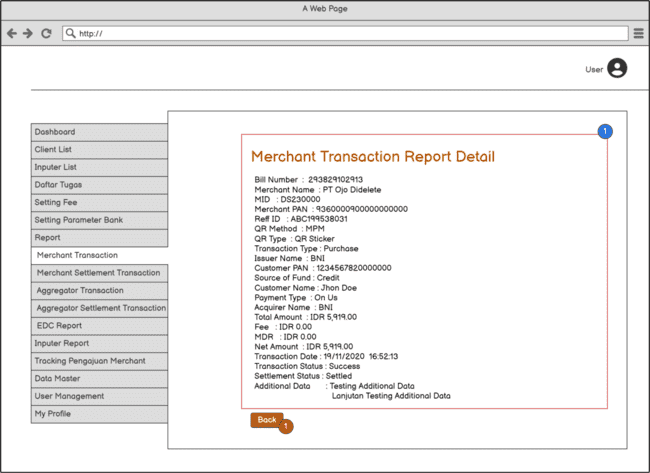 A Web Page
http://
User
Dashboard
Client List
Inputer List
Daftar Tugas
Setting Fee
Setting Parameter Bank
Report
Merchant Transaction
Merchant Settlement Transaction
Aggregator Transaction
Aggregator Settlement Transaction
EDC Report
Inputer Report
Tracking Pengajuan Merchant
Data Master
User Management
My Profile
1
Merchant Transaction Report Detail
Bill Number : 293829102913
Merchant Name : PT Ojo Didelete
MID : DS230000
Merchant PAN : 9360000900000000000
Reff ID : ABC199538031
QR Method : MPM
QR Type : QR Sticker
Transaction Type : Purchase
Issuer Name : BNI
Customer PAN : 1234567820000000
Source of Fund : Credit
Customer Name : Jhon Doe
Payment Type : On Us
Acquirer Name : BNI
Total Amount : IDR 5,919.00
Fee : IDR 0.00
MDR : IDR 0.00
Net Amount : IDR 5,919.00
Transaction Date : 19/11/2020 16:52:13
Transaction Status : Success
Settlement Status : Settled
Additional Data : Testing Additional Data
Lanjutan Testing Additional Data
Back
1